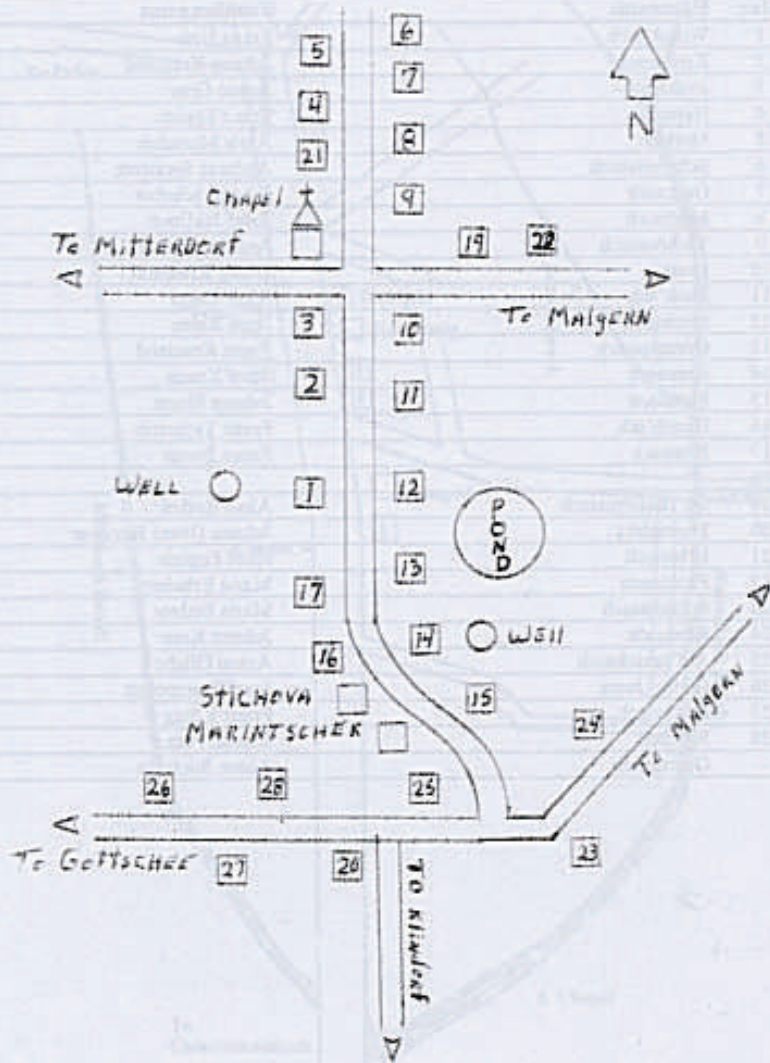 6
5
7
N
4
8
21
CHAPEl
9
To MITTERDORF
19
22
To MAlgERN
3
10
2
11
WELL
1
12
POND
13
17
14
WELL
16
STICHOVA
15
MARINTSCHER
24
To MAlgERN
26
28
25
To GOTTSCHEE
27
20
23
TO Klindorf